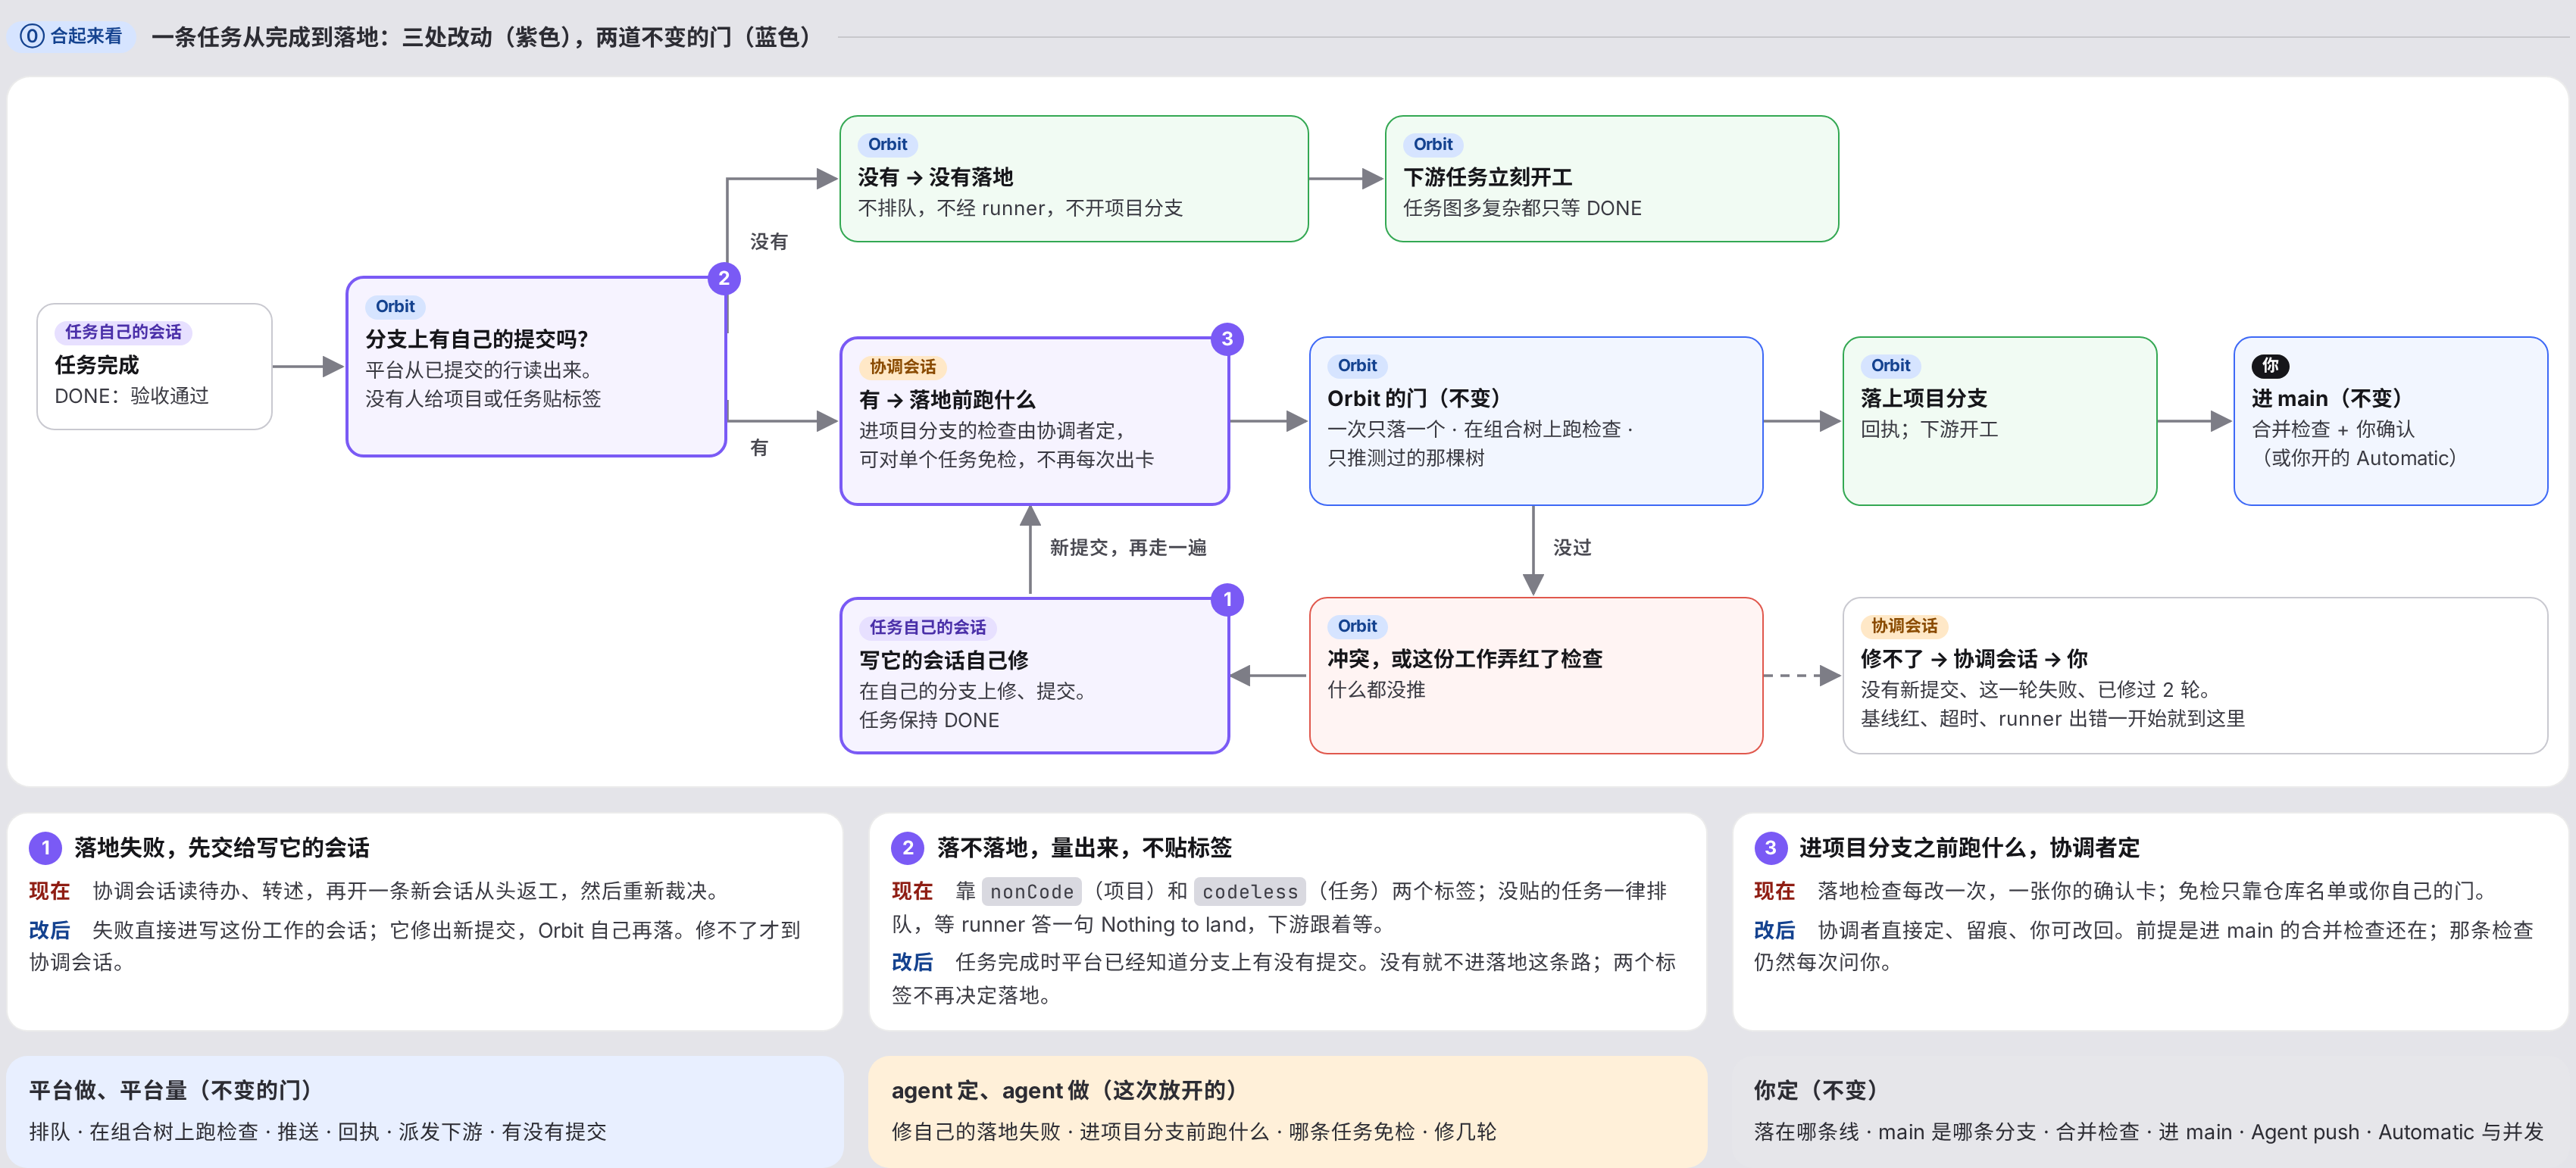 ⓪ 合起来看
一条任务从完成到落地：三处改动（紫色），两道不变的门（蓝色）
Orbit
没有 → 没有落地
不排队，不经 runner，不开项目分支
Orbit
下游任务立刻开工
任务图多复杂都只等 DONE
没有
任务自己的会话
任务完成
DONE：验收通过
2
Orbit
分支上有自己的提交吗？
平台从已提交的行读出来。
没有人给项目或任务贴标签
有
3
协调会话
有 → 落地前跑什么
进项目分支的检查由协调者定，
可对单个任务免检，不再每次出卡
Orbit
Orbit 的门（不变）
一次只落一个 · 在组合树上跑检查 ·
只推测过的那棵树
Orbit
落上项目分支
回执；下游开工
你
进 main（不变）
合并检查 + 你确认
（或你开的 Automatic）
新提交，再走一遍
没过
1
任务自己的会话
写它的会话自己修
在自己的分支上修、提交。
任务保持 DONE
Orbit
冲突，或这份工作弄红了检查
什么都没推
协调会话
修不了 → 协调会话 → 你
没有新提交、这一轮失败、已修过 2 轮。
基线红、超时、runner 出错一开始就到这里
1 落地失败，先交给写它的会话
现在 协调会话读待办、转述，再开一条新会话从头返工，然后重新裁决。
改后 失败直接进写这份工作的会话；它修出新提交，Orbit 自己再落。修不了才到
协调会话。
2 落不落地，量出来，不贴标签
现在 靠 nonCode（项目）和 codeless（任务）两个标签；没贴的任务一律排
队，等 runner 答一句 Nothing to land，下游跟着等。
改后 任务完成时平台已经知道分支上有没有提交。没有就不进落地这条路；两个标
签不再决定落地。
3 进项目分支之前跑什么，协调者定
现在 落地检查每改一次，一张你的确认卡；免检只靠仓库名单或你自己的门。
改后 协调者直接定、留痕、你可改回。前提是进 main 的合并检查还在；那条检查
仍然每次问你。
平台做、平台量（不变的门）
排队 · 在组合树上跑检查 · 推送 · 回执 · 派发下游 · 有没有提交
agent 定、agent 做（这次放开的）
修自己的落地失败 · 进项目分支前跑什么 · 哪条任务免检 · 修几轮
你定（不变）
落在哪条线 · main 是哪条分支 · 合并检查 · 进 main · Agent push · Automatic 与并发